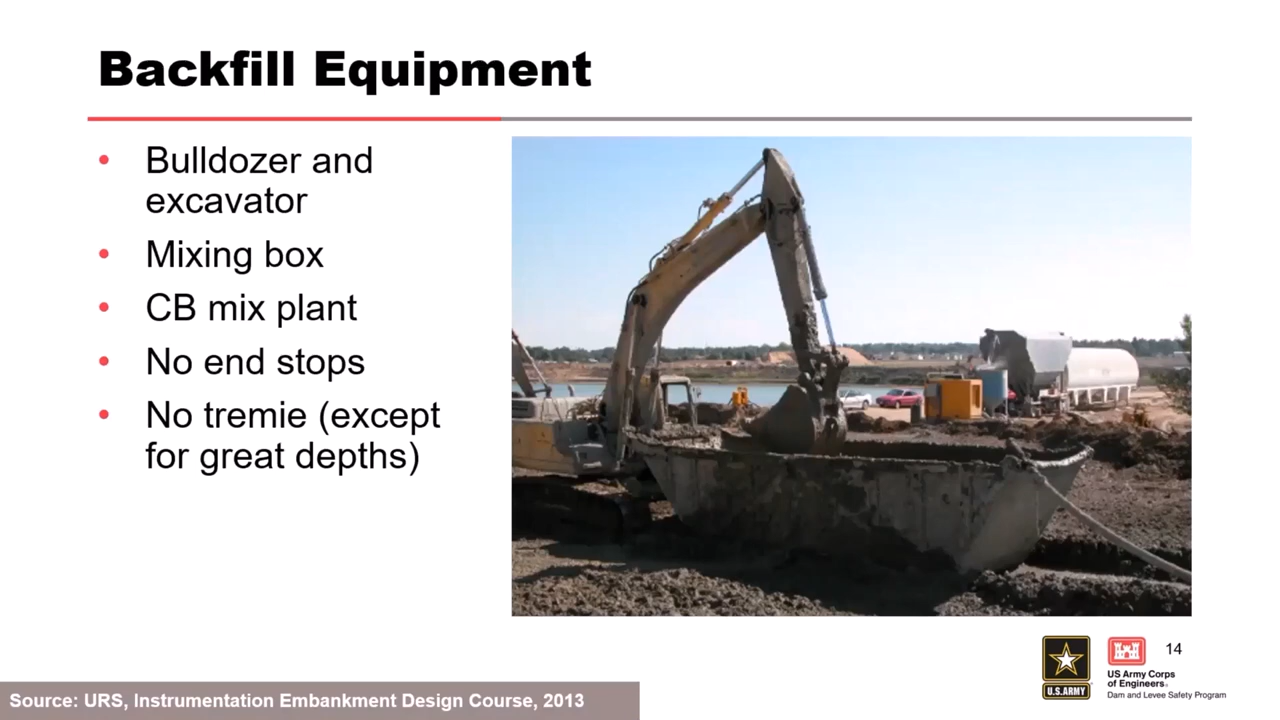 Backfill Equipment
• Bulldozer and
excavator
• Mixing box
• CB mix plant
• No end stops
• No tremie (except
for great depths)
14
U.S.ARMY
US Army Corps
of Engineers®
Dam and Levee Safety Program
Source: URS, Instrumentation Embankment Design Course, 2013